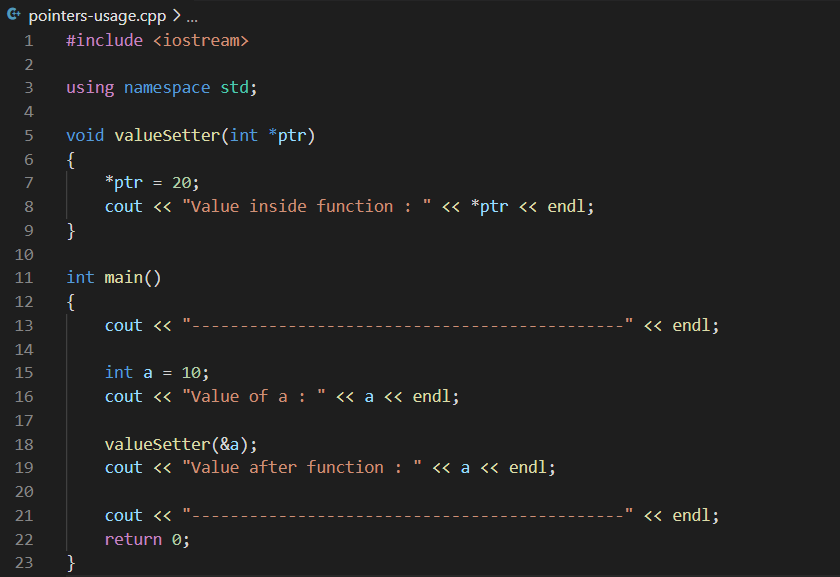 pointers-usage.cpp > ...
1 #include <iostream>
2
3 using namespace std;
4
5 void valueSetter(int *ptr)
6 {
7     *ptr = 20;
8     cout << "Value inside function : " << *ptr << endl;
9 }
10
11 int main()
12 {
13     cout << "---------------------------------------------" << endl;
14
15     int a = 10;
16     cout << "Value of a : " << a << endl;
17
18     valueSetter(&a);
19     cout << "Value after function : " << a << endl;
20
21     cout << "---------------------------------------------" << endl;
22     return 0;
23 }